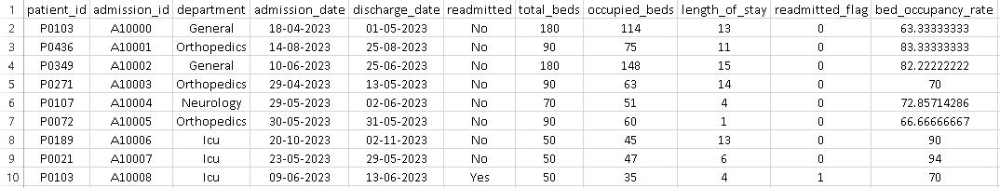 1 patient_id admission_id department admission_date discharge_date readmitted total_beds occupied_beds length_of_stay readmitted_flag bed_occupancy_rate
2 P0103 A10000 General 18-04-2023 01-05-2023 No 180 114 13 0 63.33333333
3 P0436 A10001 Orthopedics 14-08-2023 25-08-2023 No 90 75 11 0 83.33333333
4 P0349 A10002 General 10-06-2023 25-06-2023 No 180 148 15 0 82.22222222
5 P0271 A10003 Orthopedics 29-04-2023 13-05-2023 No 90 63 14 0 70
6 P0107 A10004 Neurology 29-05-2023 02-06-2023 No 70 51 4 0 72.85714286
7 P0072 A10005 Orthopedics 30-05-2023 31-05-2023 No 90 60 1 0 66.66666667
8 P0189 A10006 Icu 20-10-2023 02-11-2023 No 50 45 13 0 90
9 P0021 A10007 Icu 23-05-2023 29-05-2023 No 50 47 6 0 94
10 P0103 A10008 Icu 09-06-2023 13-06-2023 Yes 50 35 4 1 70